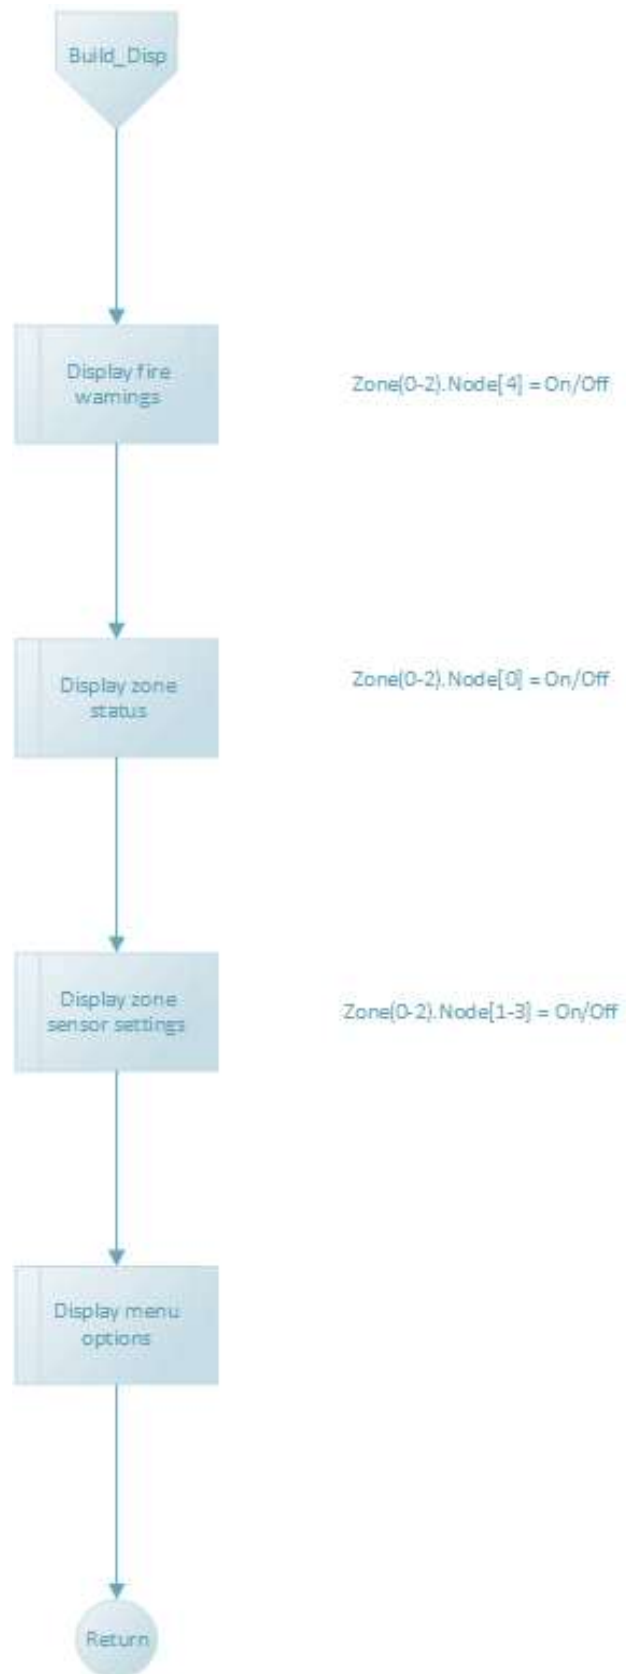 Build_Disp
Display fire
warnings
Zone(0-2).Node[4] = On/Off
Display zone
status
Zone(0-2).Node[0] = On/Off
Display zone
sensor settings
Zone(0-2).Node[1-3] = On/Off
Display menu
options
Return